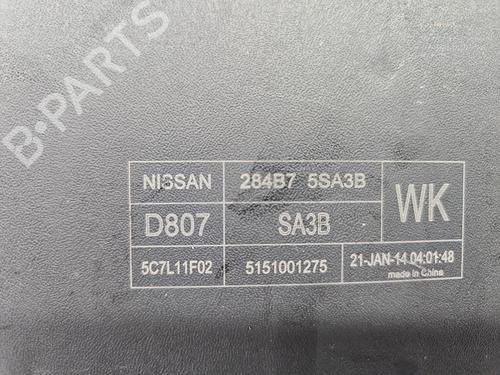 B-PARTS
NISSAN 284B7 5SA3B WK
D807 SA3B
5C7L11F02 5151001275 21-JAN-14 04:01:48
made in China